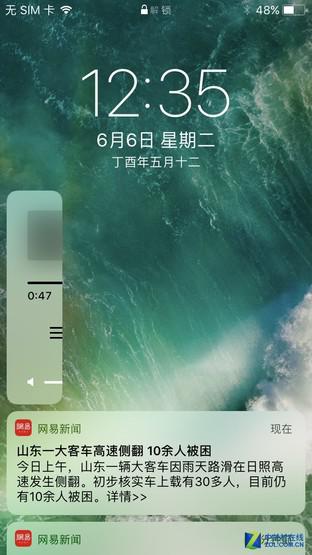 无 SIM 卡
解锁
48%
12:35
6月6日 星期二
丁酉年五月十二
0:47
網易
网易新闻
现在
山东一大客车高速侧翻 10余人被困
今日上午，山东一辆大客车因雨天路滑在日照高
速发生侧翻。初步核实车上载有30多人，目前仍
有10余人被困。详情>>
網易
网易新闻
中关村在线
ZOL.COM.CN